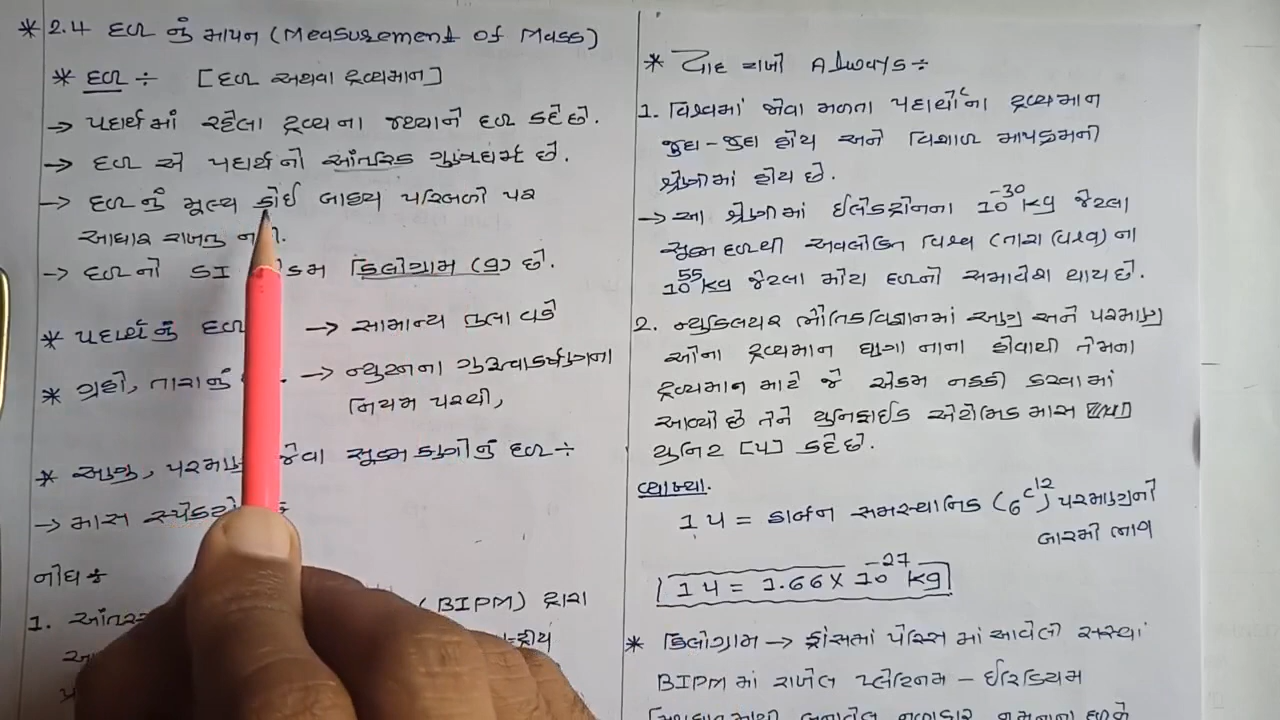 * 2.4 દળ નું માપન (Measurement of Mass)
* દળ ÷ [દળ અથવા દ્રવ્યમાન]
→ પદાર્થમાં રહેલા દ્રવ્યના જથ્થાને દળ કહે છે.
→ દળ એ પદાર્થનો આંતરિક ગુણધર્મ છે.
→ દળનું મૂલ્ય કોઈ બાહ્ય પરિબળો પર
આધાર રાખતુ
→ દળનો SI કિલોગ્રામ (g) છે.
* પદાર્થનું દળ → સામાન્ય તુલા વડે
* ગ્રહો, તારાનું → ન્યુટનના ગુરુત્વાકર્ષણના
નિયમ પરથી,
* અણુ, પરમાણુ જેવા સૂક્ષ્મ કણોનું દળ ÷
→ માસ
નોંધ
1. (BIPM) દ્વારા
* યાદ રાખો Always ÷
1. વિશ્વમાં જોવા મળતા પદાર્થોના દ્રવ્યમાન
જુદા-જુદા હોય અને વિશાળ માપક્રમની
શ્રેણીમાં હોય છે.
→ આ શ્રેણીમાં ઈલેક્ટ્રોનના 10^-30 kg જેટલા
સૂક્ષ્મ દળથી અવલોકિત વિશ્વ (તારા વિશ્વ) ના
10^55 kg જેટલા મોટા દળનો સમાવેશ થાય છે.
2. ન્યુક્લિયર ભૌતિકવિજ્ઞાનમાં અણુ અને પરમાણુ
ઓના દ્રવ્યમાન ઘણા નાના હોવાથી તેમના
દ્રવ્યમાન માટે જે એકમ નક્કી કરવામાં
આવ્યો છે તેને યુનિફાઈડ એટોમિક માસ
યુનિટ [u] કહે છે.
વ્યાખ્યા.
1 u = કાર્બન સમસ્થાનિક (6C12) પરમાણુનો
બારમો ભાગ
1 u = 1.66 × 10^-27 kg
* કિલોગ્રામ → ફ્રાંસમાં પેરિસ માં આવેલી સંસ્થા
BIPM માં રાખેલ પ્લેટિનમ - ઈરિડિયમ